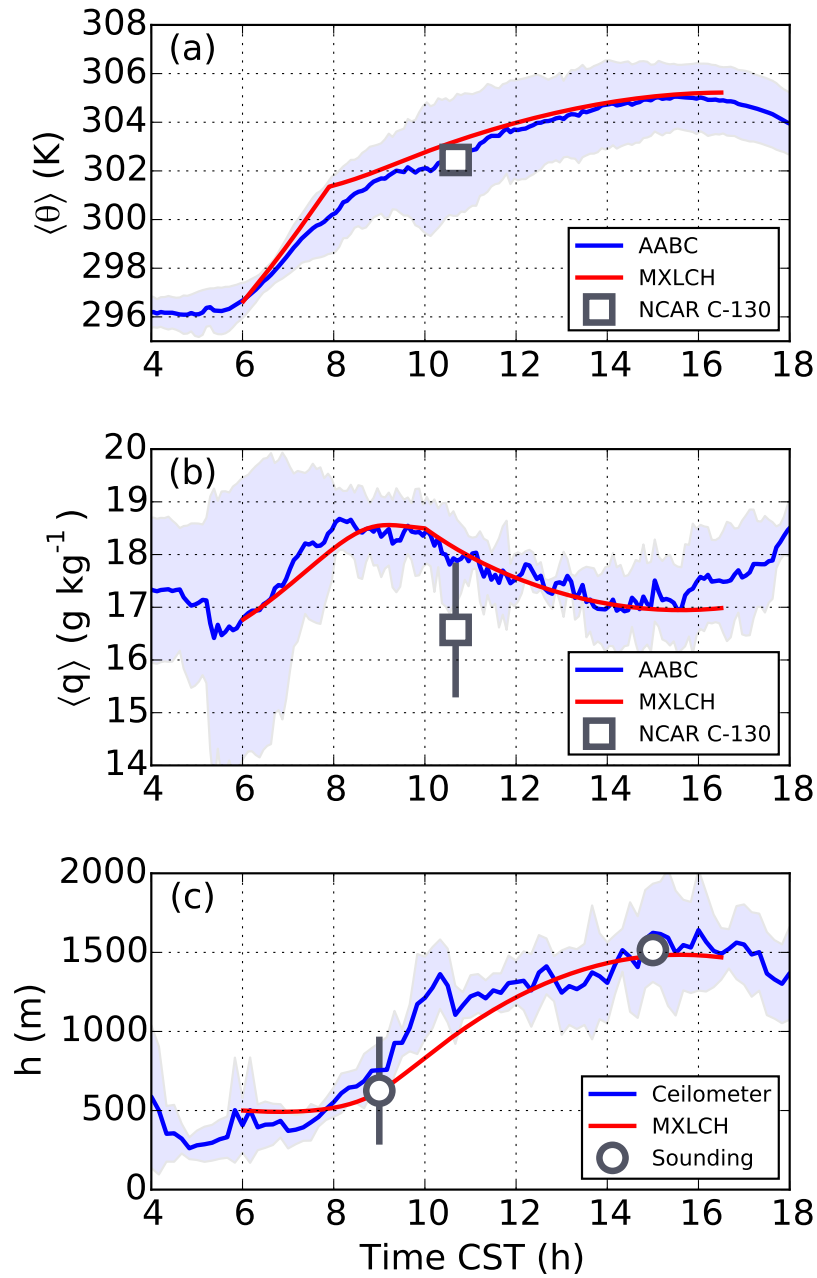 308
(a)
306
304
302
300
298
296
⟨θ⟩ (K)
AABC
MXLCH
NCAR C-130
4 6 8 10 12 14 16 18
20
(b)
19
18
17
16
15
14
⟨q⟩ (g kg⁻¹)
AABC
MXLCH
NCAR C-130
4 6 8 10 12 14 16 18
2000
(c)
1500
1000
500
0
h (m)
Ceilometer
MXLCH
Sounding
4 6 8 10 12 14 16 18
Time CST (h)